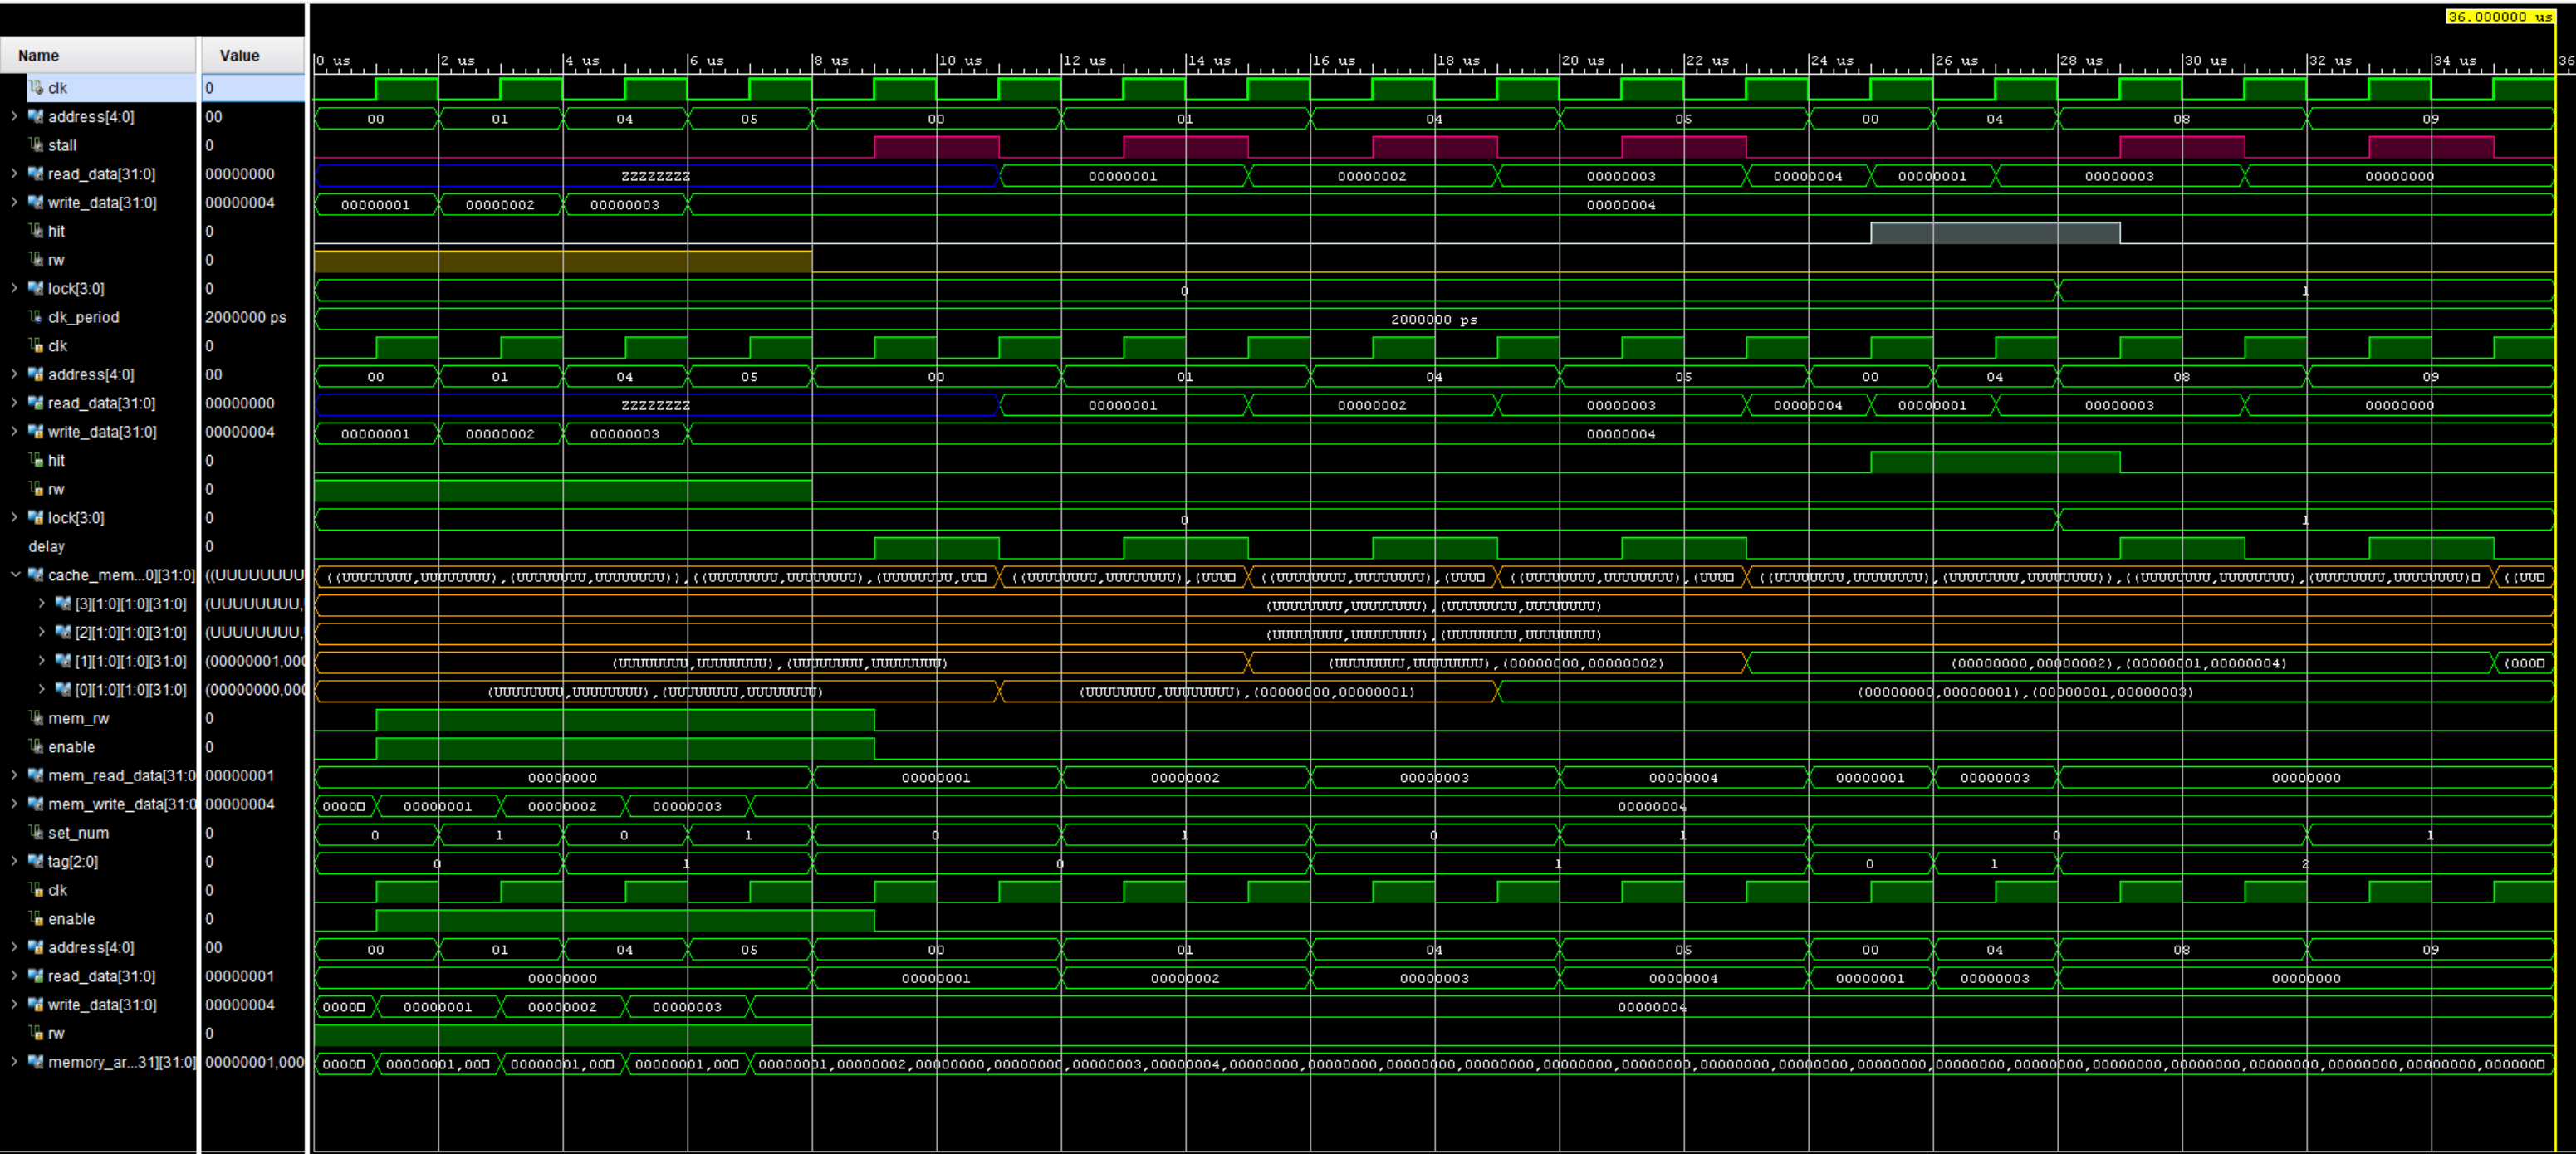 36.000000 us
Name Value 0 us 2 us 4 us 6 us 8 us 10 us 12 us 14 us 16 us 18 us 20 us 22 us 24 us 26 us 28 us 30 us 32 us 34 us 36
clk 0
address[4:0] 00 00 01 04 05 00 01 04 05 00 04 08 09
stall 0
read_data[31:0] 00000000 ZZZZZZZZ 00000001 00000002 00000003 00000004 00000001 00000003 00000000
write_data[31:0] 00000004 00000001 00000002 00000003 00000004
hit 0
rw 0
lock[3:0] 0 0 1
clk_period 2000000 ps 2000000 ps
clk 0
address[4:0] 00 00 01 04 05 00 01 04 05 00 04 08 09
read_data[31:0] 00000000 ZZZZZZZZ 00000001 00000002 00000003 00000004 00000001 00000003 00000000
write_data[31:0] 00000004 00000001 00000002 00000003 00000004
hit 0
rw 0
lock[3:0] 0 0 1
delay 0
cache_mem...0][31:0] ((UUUUUUUU ((UUUUUUUU,UUUUUUUU),(UUUUUUUU,UUUUUUUU)),((UUUUUUUU,UUUUUUUU),(UUUUUUUU,UUU□ ((UUUUUUUU,UUUUUUUU),(UUU□ ((UUUUUUUU,UUUUUUUU),(UUU□ ((UUUUUUUU,UUUUUUUU),(UUU□ ((UUUUUUUU,UUUUUUUU),(UUUUUUUU,UUUUUUUU)),((UUUUUUUU,UUUUUUUU),(UUUUUUUU,UUUUUUUU)□ ((UUU□
[3][1:0][1:0][31:0] (UUUUUUUU, (UUUUUUUU,UUUUUUUU),(UUUUUUUU,UUUUUUUU)
[2][1:0][1:0][31:0] (UUUUUUUU, (UUUUUUUU,UUUUUUUU),(UUUUUUUU,UUUUUUUU)
[1][1:0][1:0][31:0] (00000001,000 (UUUUUUUU,UUUUUUUU),(UUUUUUUU,UUUUUUUU) (UUUUUUUU,UUUUUUUU),(00000000,00000002) (00000000,00000002),(00000001,00000004) (000□
[0][1:0][1:0][31:0] (00000000,000 (UUUUUUUU,UUUUUUUU),(UUUUUUUU,UUUUUUUU) (UUUUUUUU,UUUUUUUU),(00000000,00000001) (00000000,00000001),(00000001,00000003)
mem_rw 0
enable 0
mem_read_data[31:0 00000001 00000000 00000001 00000002 00000003 00000004 00000001 00000003 00000000
mem_write_data[31:0 00000004 0000□ 00000001 00000002 00000003 00000004
set_num 0 0 1 0 1 0 1 0 1 0 1
tag[2:0] 0 0 1 0 1 0 1 2
clk 0
enable 0
address[4:0] 00 00 01 04 05 00 01 04 05 00 04 08 09
read_data[31:0] 00000001 00000000 00000001 00000002 00000003 00000004 00000001 00000003 00000000
write_data[31:0] 00000004 0000□ 00000001 00000002 00000003 00000004
rw 0
memory_ar...31][31:0] 00000001,000 0000□ 00000001,00□ 00000001,00□ 00000001,00□ 00000001,00000002,00000000,00000000,00000003,00000004,00000000,00000000,00000000,00000000,00000000,00000000,00000000,00000000,00000000,00000000,00000000,00000000,00000000,0000000□